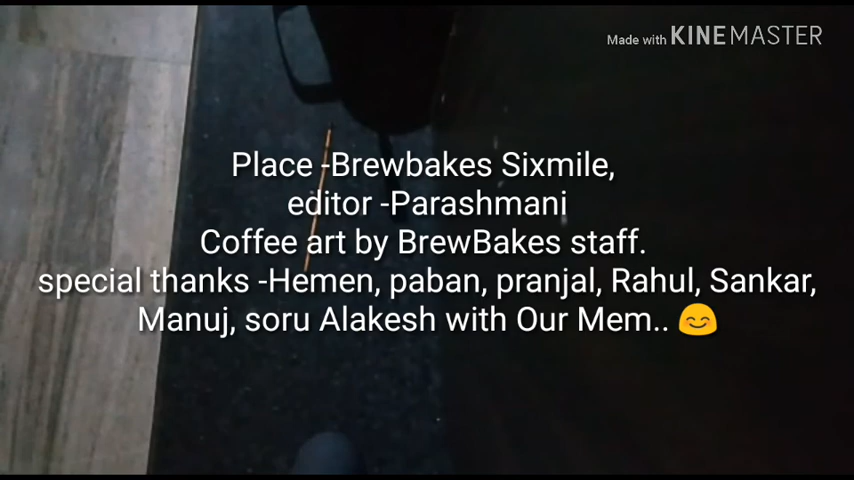 Made with KINEMASTER
Place -Brewbakes Sixmile,
editor -Parashmani
Coffee art by BrewBakes staff.
special thanks -Hemen, paban, pranjal, Rahul, Sankar,
Manuj, soru Alakesh with Our Mem.. 😊